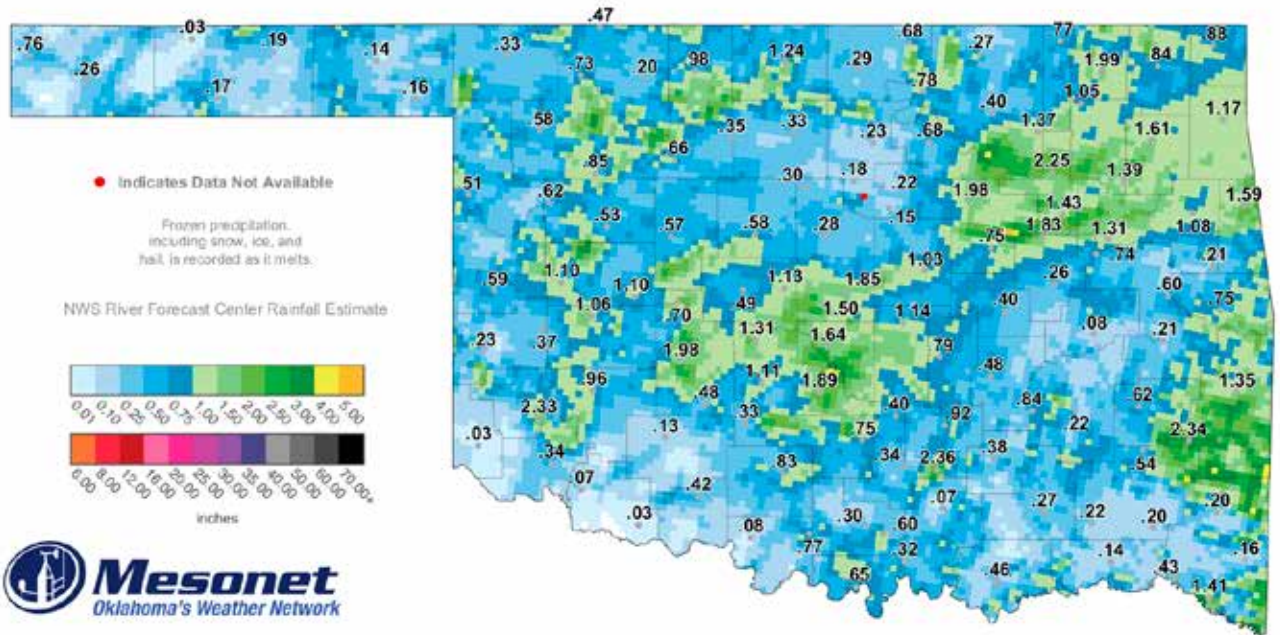 .47
.03 .68 .77 .88
.76 .19 .14 .33 1.24 .29 .27 1.99 .84
.26 .73 .20 .98 .78
.17 .16 .40 1.05 1.17
.58 .35 .33 .23 .68 1.37 1.61
.66
.85 .30 .18 2.25 1.39
Indicates Data Not Available
.51 .62 .22 1.98 1.59
.53 .57 .58 .28 .15 1.43
Frozen precipitation,
including snow, ice, and
hail, is recorded as it melts.
.75 1.83 1.31 1.08
1.03 .74 .21
.59 1.10 1.10 1.13 1.85 .26 .60
NWS River Forecast Center Rainfall Estimate
1.06 .70 .49 1.50 1.14 .40 .75
.23 .37 1.31 1.64 .08 .21
1.98 .79
.96 1.11 1.89 .48 1.35
0.01 0.10 0.25 0.50 0.75 1.00 1.50 2.00 2.50 3.00 4.00 5.00
2.33 .48 .33 .40 .92 .84 .62
.03 .13 .75 .22 2.34
.34 .83 .34 2.36 .38 .54
6.00 8.00 12.00 16.00 20.00 25.00 30.00 35.00 40.00 50.00 60.00 70.00+
.07 .42 .07 .27 .20
inches
.03 .08 .30 .60 .22 .20
.77 .32 .14 .16
.65 .46 .43 1.41
Mesonet
Oklahoma's Weather Network